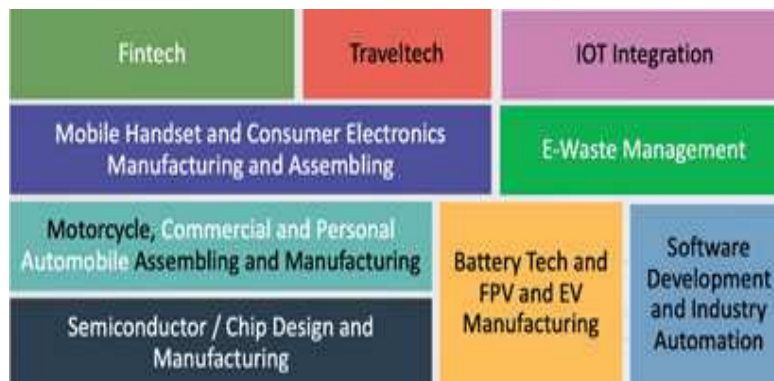 Fintech
Traveltech
IOT Integration
Mobile Handset and Consumer Electronics
Manufacturing and Assembling
E-Waste Management
Motorcycle, Commercial and Personal
Automobile Assembling and Manufacturing
Battery Tech and
FPV and EV
Manufacturing
Software
Development
and Industry
Automation
Semiconductor / Chip Design and
Manufacturing